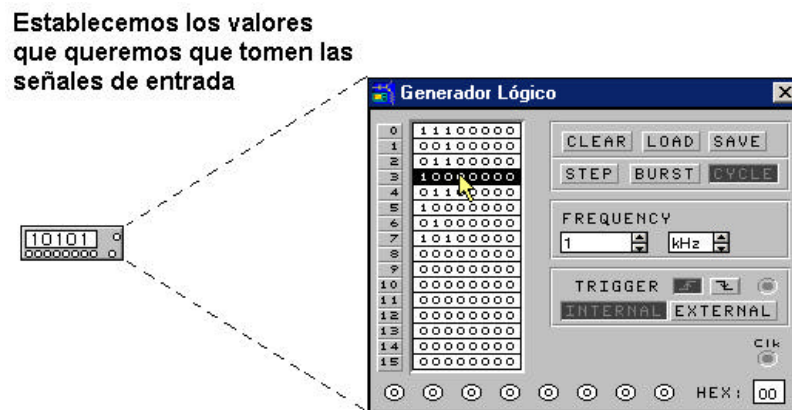 Establecemos los valores
que queremos que tomen las
señales de entrada
Generador Lógico
0 11100000
1 00100000
2 01100000
3 10000000
4 01100000
5 10000000
6 01000000
7 10100000
8 00000000
9 00000000
10 00000000
11 00000000
12 00000000
13 00000000
14 00000000
15 00000000
CLEAR LOAD SAVE
STEP BURST CYCLE
FREQUENCY
1 kHz
TRIGGER
INTERNAL EXTERNAL
Clk
HEX: 00
10101